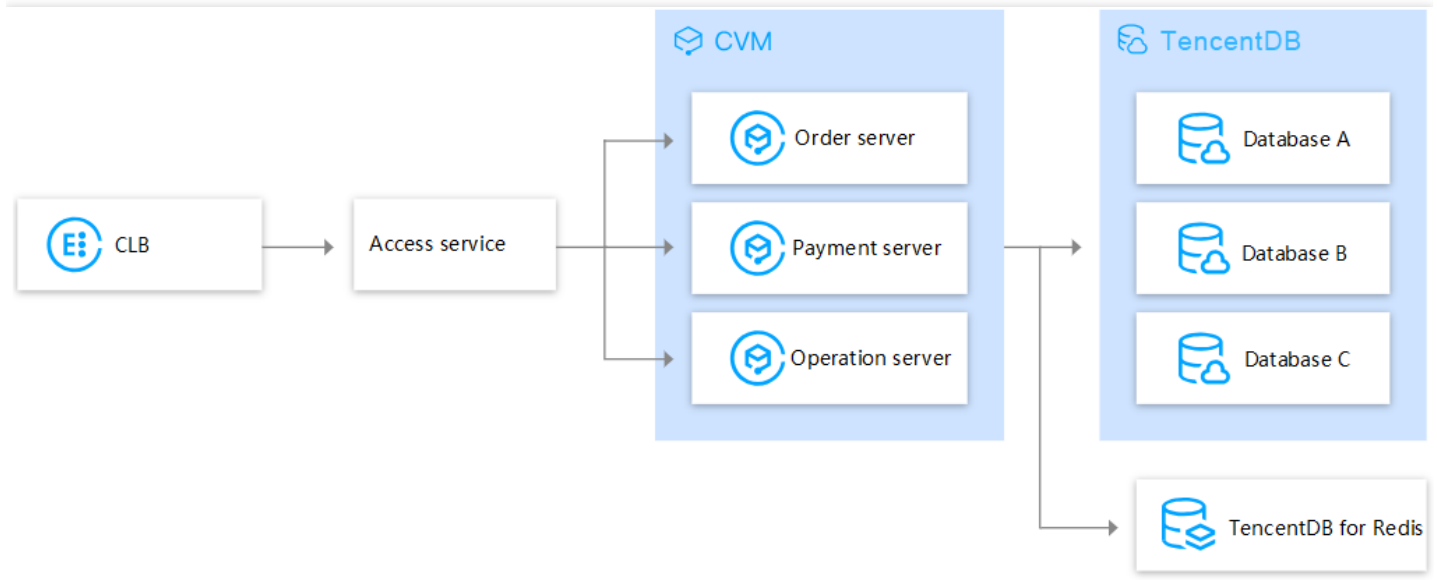 CVM
TencentDB
Order server
Database A
CLB
Access service
Payment server
Database B
Operation server
Database C
TencentDB for Redis